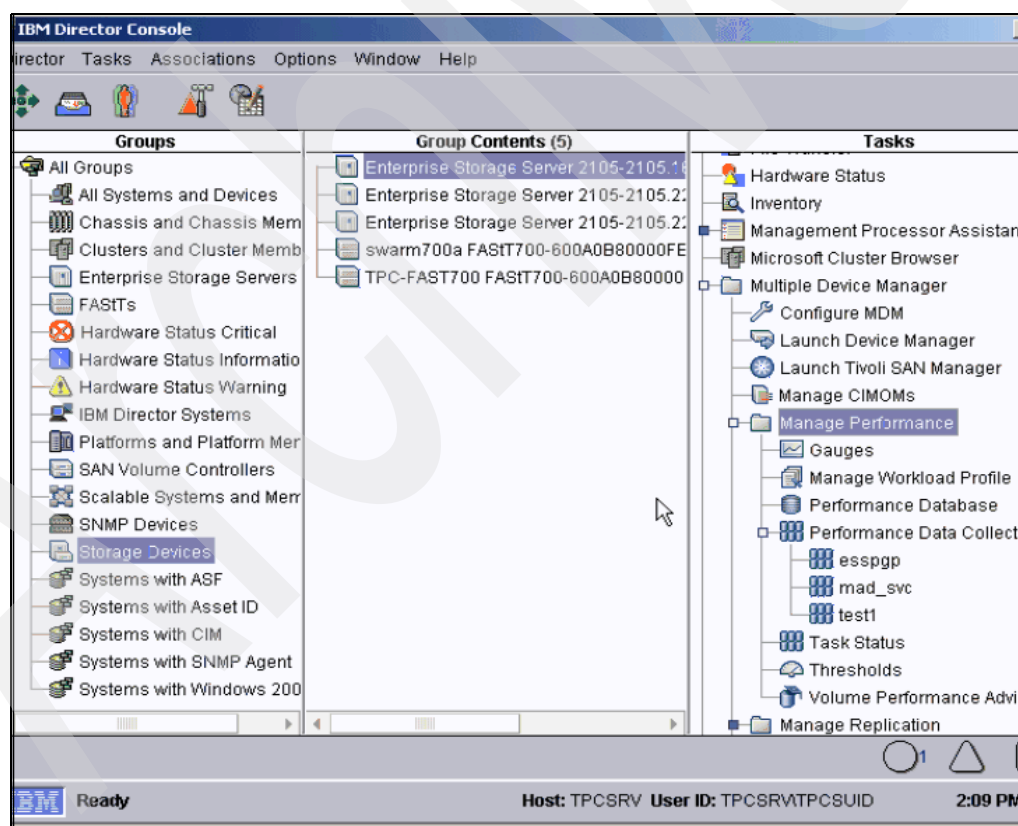 IBM Director Console
irector Tasks Associations Options Window Help
Groups
All Groups
All Systems and Devices
Chassis and Chassis Mem
Clusters and Cluster Memb
Enterprise Storage Servers
FAStTs
Hardware Status Critical
Hardware Status Informatio
Hardware Status Warning
IBM Director Systems
Platforms and Platform Mer
SAN Volume Controllers
Scalable Systems and Mem
SNMP Devices
Storage Devices
Systems with ASF
Systems with Asset ID
Systems with CIM
Systems with SNMP Agent
Systems with Windows 200
Group Contents (5)
Enterprise Storage Server 2105-2105.16
Enterprise Storage Server 2105-2105.22
Enterprise Storage Server 2105-2105.22
swarm700a FAStT700-600A0B80000FE
TPC-FAST700 FAStT700-600A0B80000
Tasks
Hardware Status
Inventory
Management Processor Assistan
Microsoft Cluster Browser
Multiple Device Manager
Configure MDM
Launch Device Manager
Launch Tivoli SAN Manager
Manage CIMOMs
Manage Performance
Gauges
Manage Workload Profile
Performance Database
Performance Data Collect
esspgp
mad_svc
test1
Task Status
Thresholds
Volume Performance Advi
Manage Replication
1
IBM Ready Host: TPCSRV User ID: TPCSRV\TPCSUID 2:09 PM